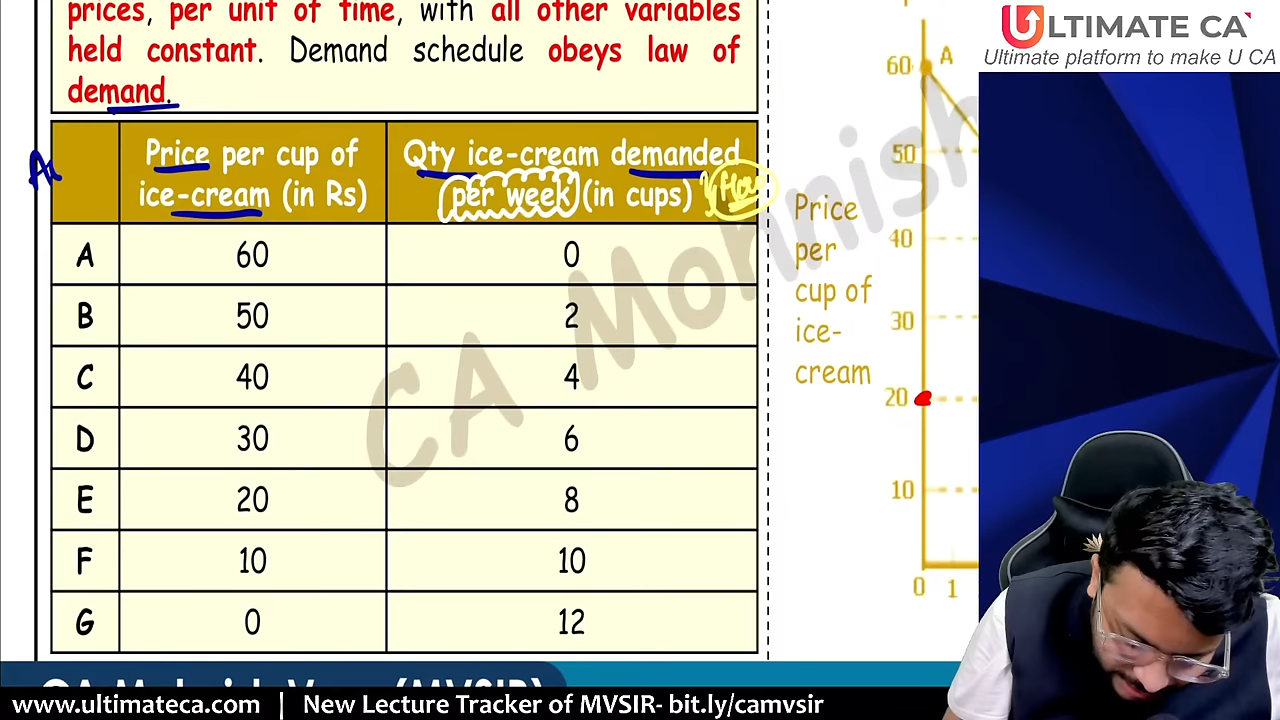 prices, per unit of time, with all other variables
held constant. Demand schedule obeys law of
demand.
Price per cup of ice-cream (in Rs)
Qty ice-cream demanded per week (in cups)
A 60 0
B 50 2
C 40 4
D 30 6
E 20 8
F 10 10
G 0 12
CA Mohnish
60 A
50
40
30
20
10
0 1
Price
per
cup of
ice-
cream
ULTIMATE CA
Ultimate platform to make U CA
www.ultimateca.com | New Lecture Tracker of MVSIR- bit.ly/camvsir